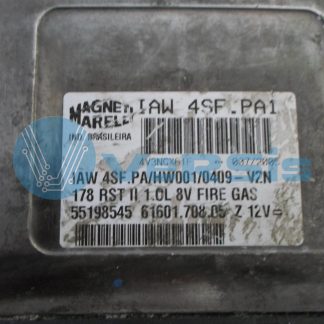 MAGNETI MARELLI IAW 4SF.PA1
IND. BRASILEIRA
IAW 4SF.PA/HW001/0409- V2N
178 RST II 1.0L 8V FIRE GAS
55198545 61601.708.05 Z 12V